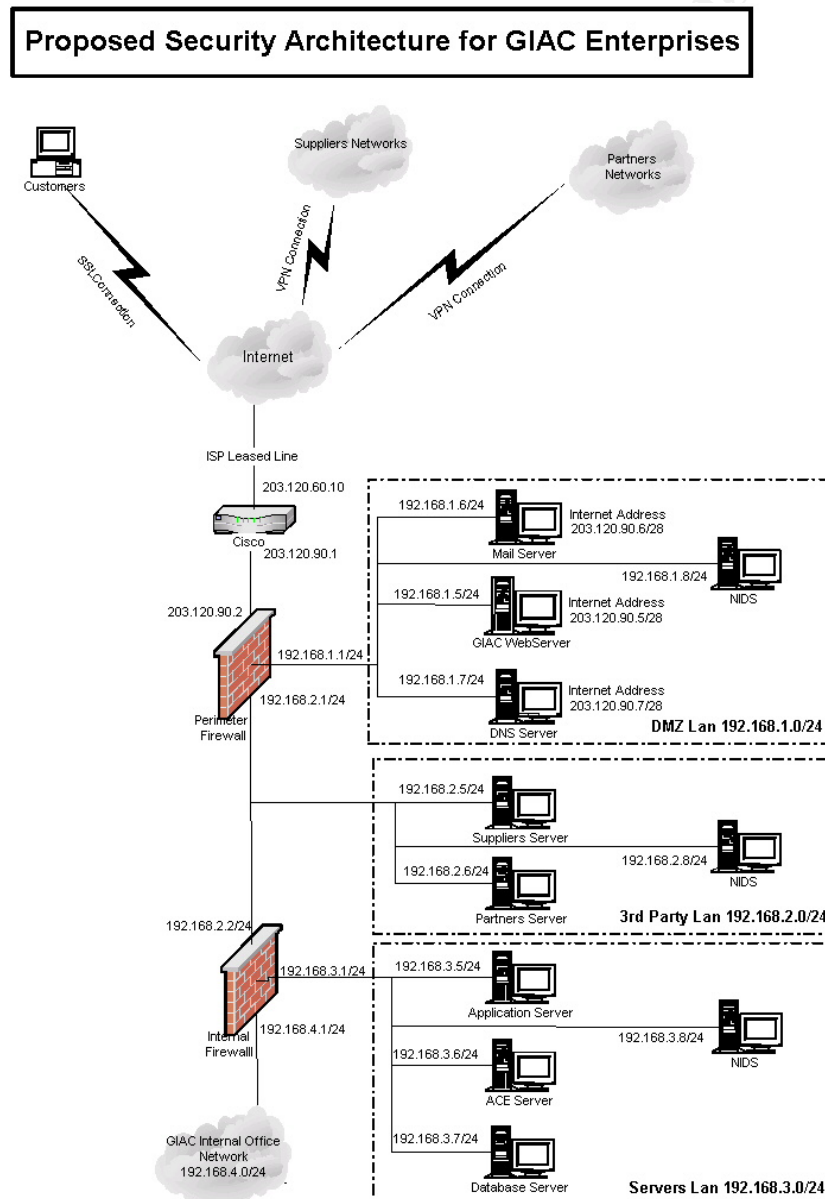 Proposed Security Architecture for GIAC Enterprises
Customers
Suppliers Networks
Partners
Networks
SSLConnection
VPN Connection
VPN Connection
Internet
ISP Leased Line
203.120.60.10
Cisco
203.120.90.1
203.120.90.2
Perimeter
Firewall
192.168.1.1/24
192.168.2.1/24
192.168.1.6/24
Mail Server
Internet Address
203.120.90.6/28
192.168.1.8/24
NIDS
192.168.1.5/24
GIAC WebServer
Internet Address
203.120.90.5/28
192.168.1.7/24
DNS Server
Internet Address
203.120.90.7/28
DMZ Lan 192.168.1.0/24
192.168.2.5/24
Suppliers Server
192.168.2.8/24
NIDS
192.168.2.6/24
Partners Server
3rd Party Lan 192.168.2.0/24
192.168.2.2/24
Internal
Firewalll
192.168.3.1/24
192.168.4.1/24
192.168.3.5/24
Application Server
192.168.3.8/24
NIDS
192.168.3.6/24
ACE Server
192.168.3.7/24
Database Server
Servers Lan 192.168.3.0/24
GIAC Internal Office
Network
192.168.4.0/24